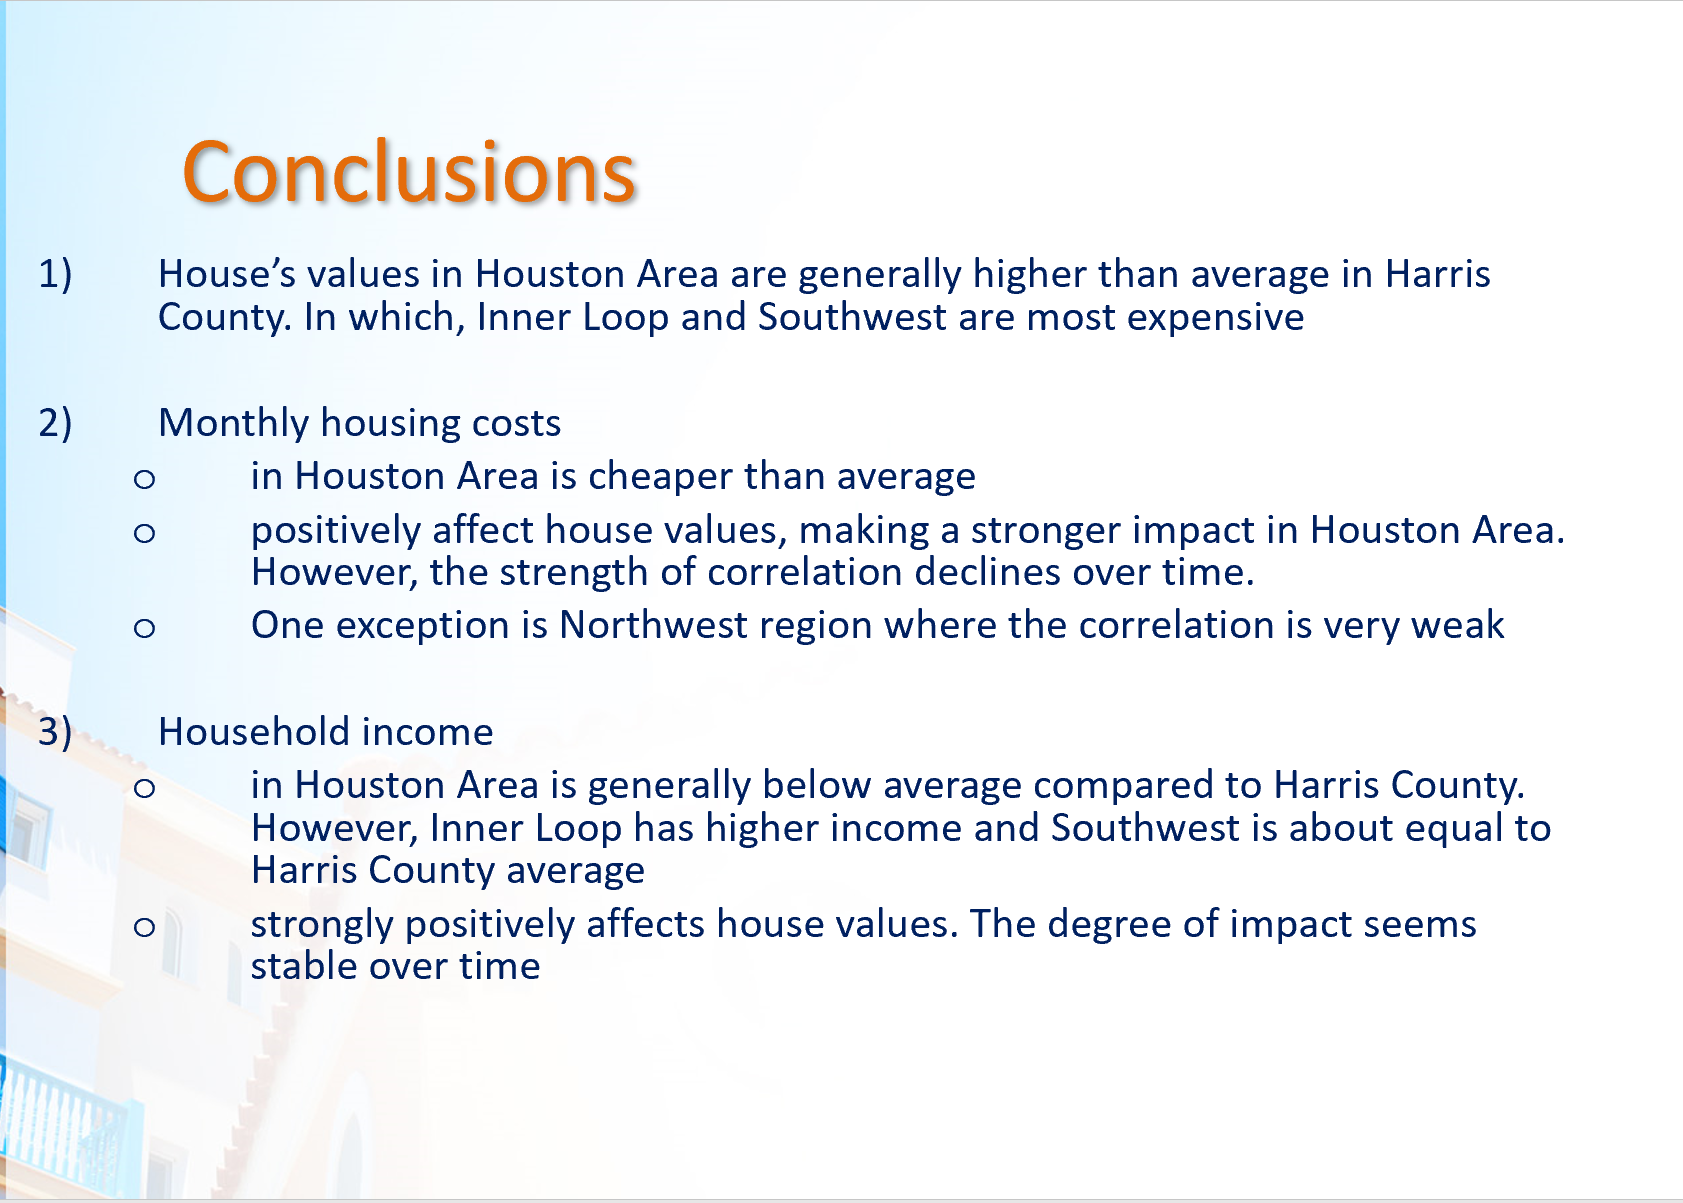 Conclusions
1) House’s values in Houston Area are generally higher than average in Harris
County. In which, Inner Loop and Southwest are most expensive
2) Monthly housing costs
o in Houston Area is cheaper than average
o positively affect house values, making a stronger impact in Houston Area.
However, the strength of correlation declines over time.
o One exception is Northwest region where the correlation is very weak
3) Household income
o in Houston Area is generally below average compared to Harris County.
However, Inner Loop has higher income and Southwest is about equal to
Harris County average
o strongly positively affects house values. The degree of impact seems
stable over time